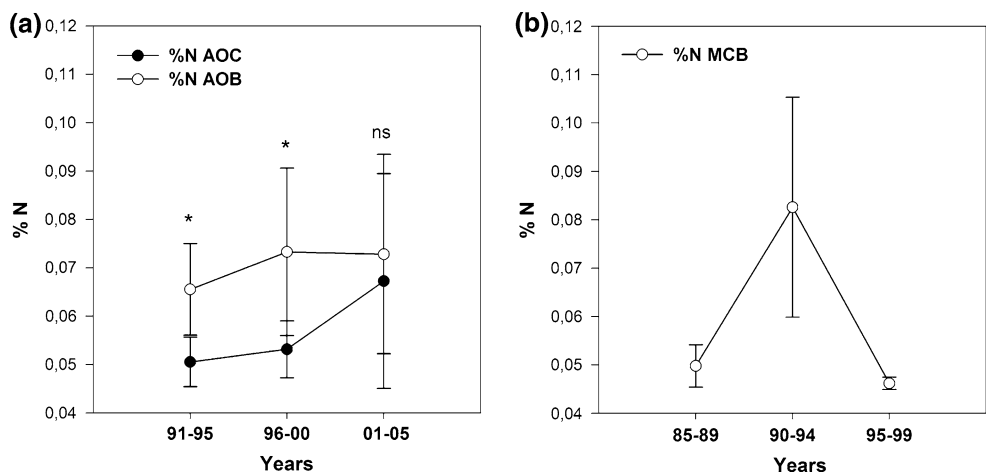 (a)
0,12
0,11
0,10
0,09
0,08
0,07
0,06
0,05
0,04
% N
%N AOC
%N AOB
*
*
ns
91-95
96-00
01-05
Years
(b)
0,12
0,11
0,10
0,09
0,08
0,07
0,06
0,05
0,04
% N
%N MCB
85-89
90-94
95-99
Years